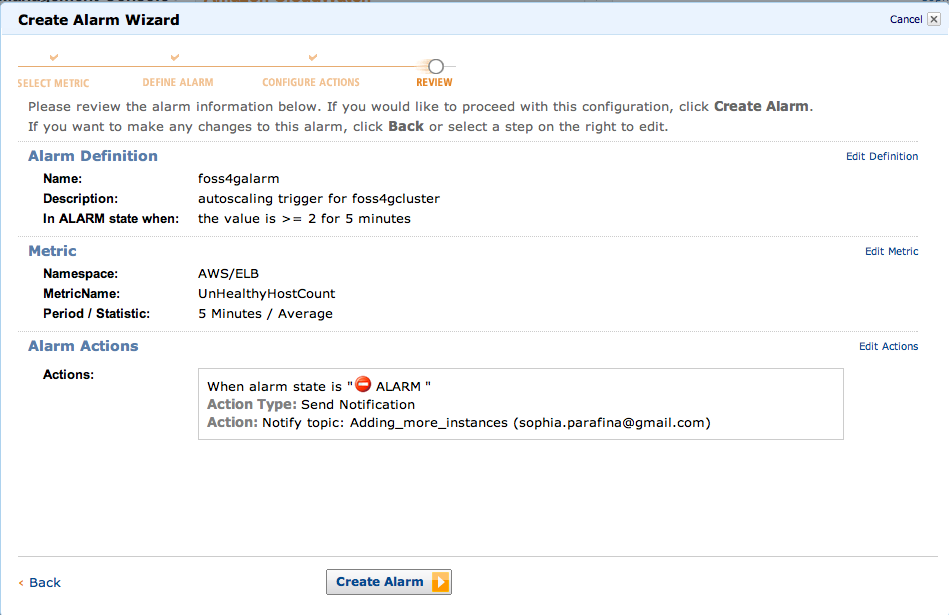 Create Alarm Wizard
Cancel
SELECT METRIC
DEFINE ALARM
CONFIGURE ACTIONS
REVIEW
Please review the alarm information below. If you would like to proceed with this configuration, click Create Alarm.
If you want to make any changes to this alarm, click Back or select a step on the right to edit.
Alarm Definition
Edit Definition
Name: foss4galarm
Description: autoscaling trigger for foss4gcluster
In ALARM state when: the value is >= 2 for 5 minutes
Metric
Edit Metric
Namespace: AWS/ELB
MetricName: UnHealthyHostCount
Period / Statistic: 5 Minutes / Average
Alarm Actions
Edit Actions
Actions:
When alarm state is " ALARM "
Action Type: Send Notification
Action: Notify topic: Adding_more_instances (sophia.parafina@gmail.com)
‹ Back
Create Alarm